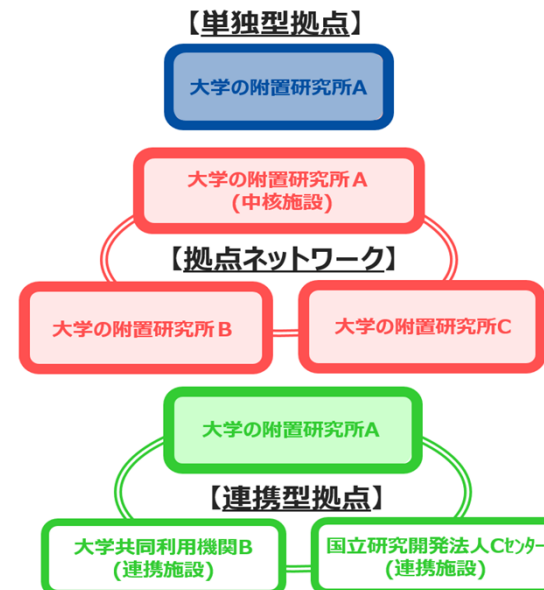 【単独型拠点】
大学の附置研究所A
大学の附置研究所A
(中核施設)
【拠点ネットワーク】
大学の附置研究所B
大学の附置研究所C
大学の附置研究所A
【連携型拠点】
大学共同利用機関B
(連携施設)
国立研究開発法人Cｾﾝﾀｰ
(連携施設)